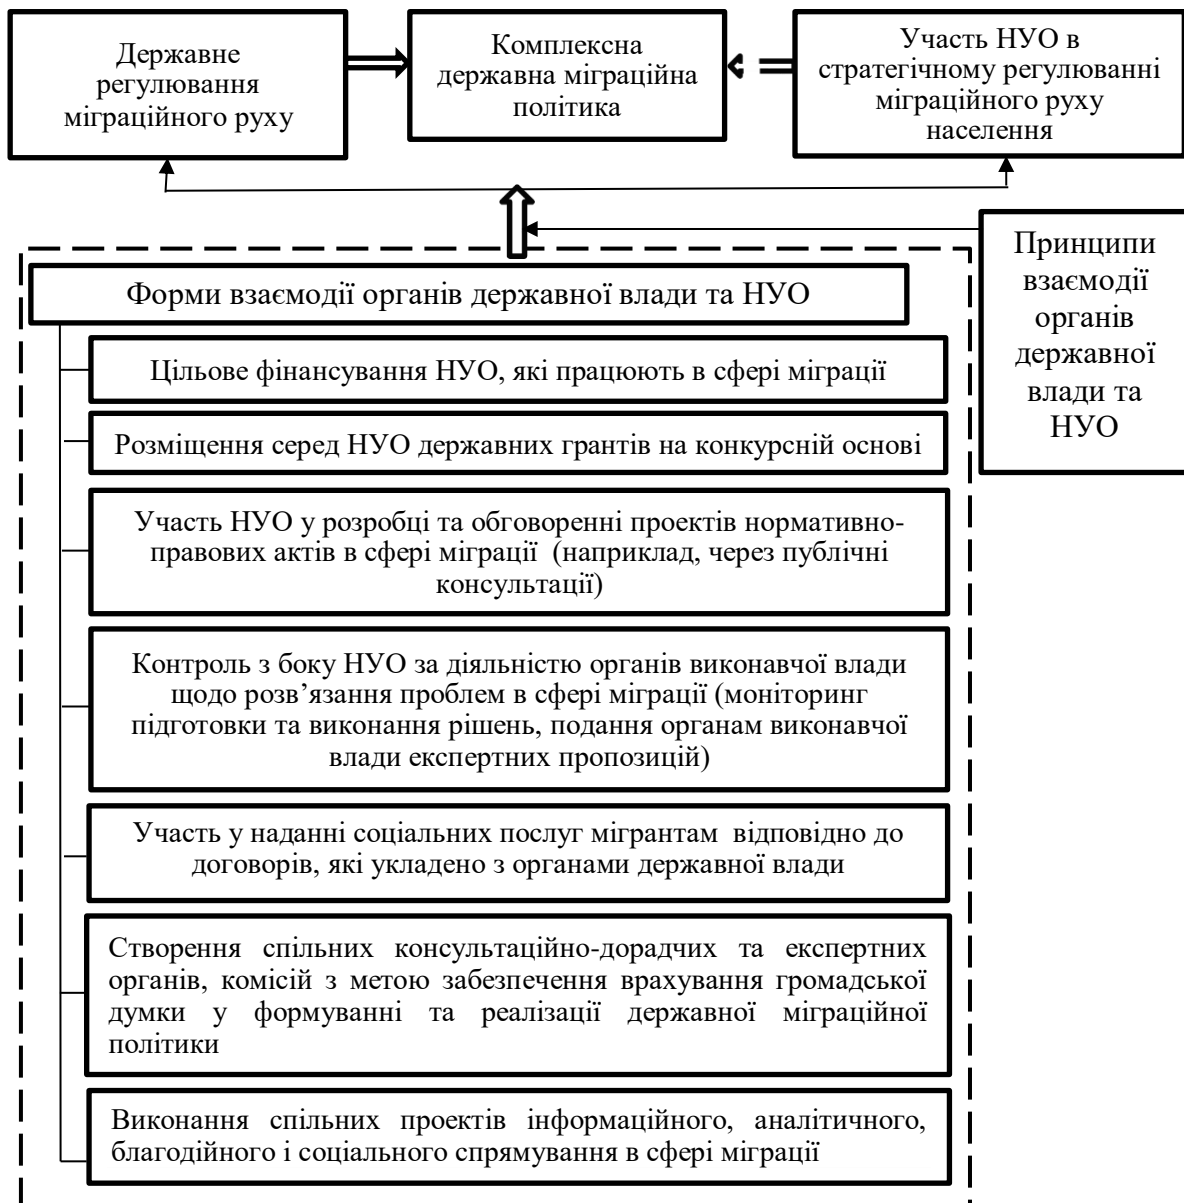 Державне
регулювання
міграційного руху
Комплексна
державна міграційна
політика
Участь НУО в
стратегічному регулюванні
міграційного руху
населення
Принципи
взаємодії
органів
державної
влади та
НУО
Форми взаємодії органів державної влади та НУО
Цільове фінансування НУО, які працюють в сфері міграції
Розміщення серед НУО державних грантів на конкурсній основі
Участь НУО у розробці та обговоренні проектів нормативно-
правових актів в сфері міграції (наприклад, через публічні
консультації)
Контроль з боку НУО за діяльністю органів виконавчої влади
щодо розв’язання проблем в сфері міграції (моніторинг
підготовки та виконання рішень, подання органам виконавчої
влади експертних пропозицій)
Участь у наданні соціальних послуг мігрантам відповідно до
договорів, які укладено з органами державної влади
Створення спільних консультаційно-дорадчих та експертних
органів, комісій з метою забезпечення врахування громадської
думки у формуванні та реалізації державної міграційної
політики
Виконання спільних проектів інформаційного, аналітичного,
благодійного і соціального спрямування в сфері міграції